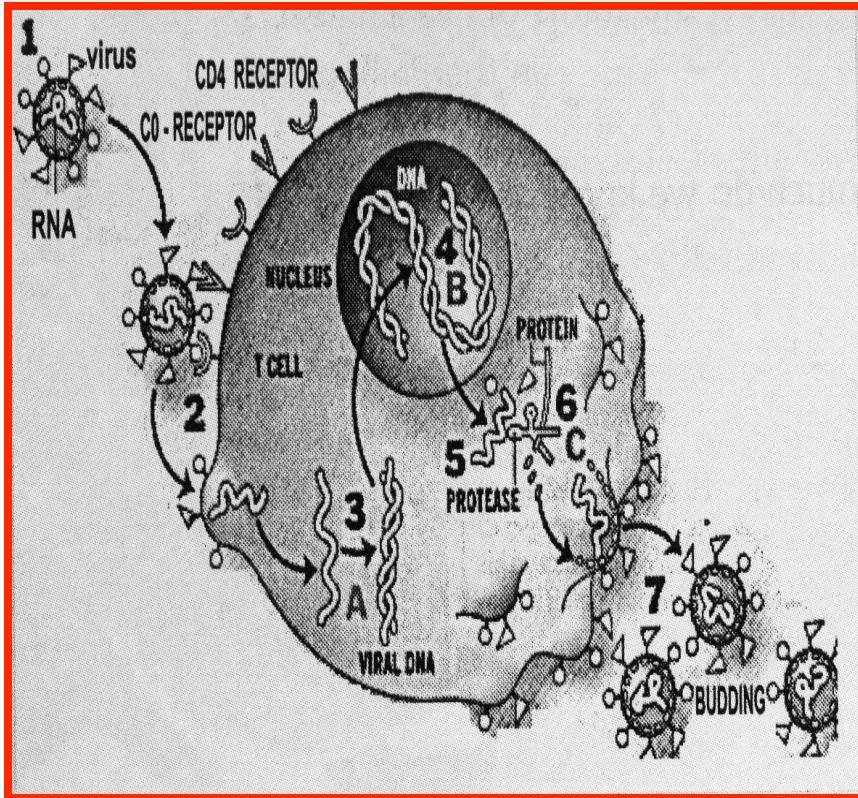 1
virus
CD4 RECEPTOR
C0 - RECEPTOR
RNA
DNA
4
B
NUCLEUS
PROTEIN
T CELL
2
6
5
C
PROTEASE
3
A
7
VIRAL DNA
BUDDING